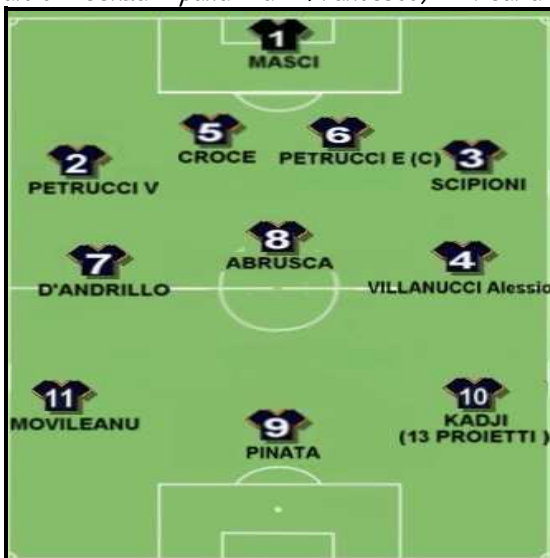 1
MASCI
5
CROCE
6
PETRUCCI E (C)
2
PETRUCCI V
3
SCIPIONI
8
ABRUSCA
7
D'ANDRILLO
4
VILLANUCCI Alessio
11
MOVILEANU
10
KADJI
(13 PROIETTI )
9
PINATA